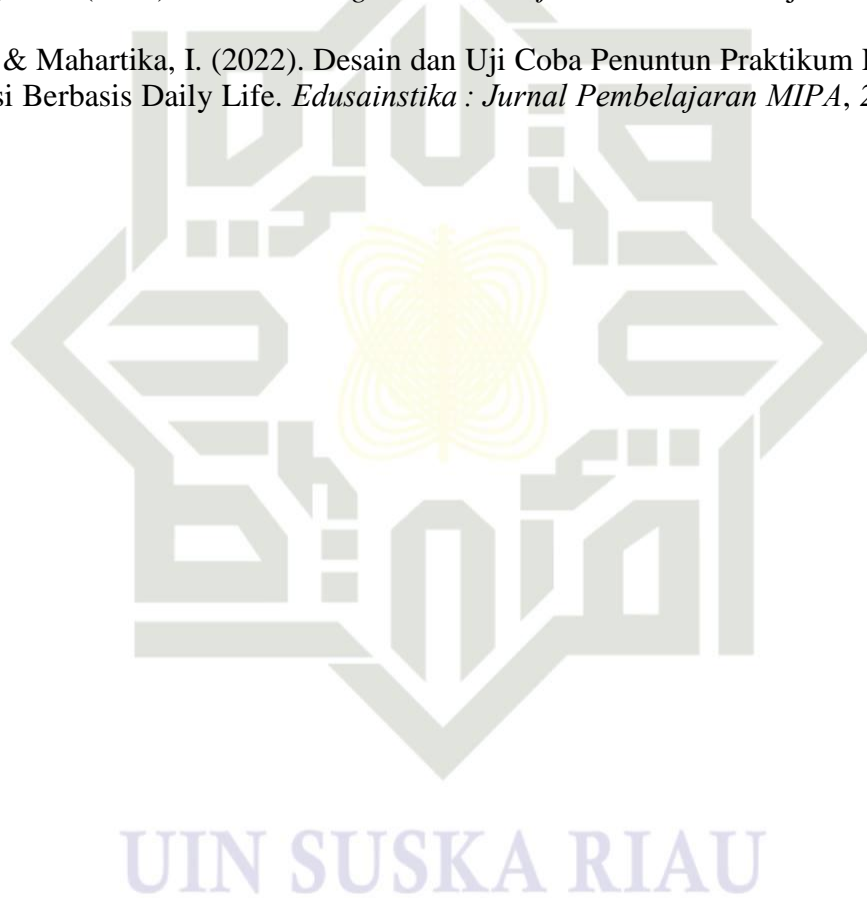 & Mahartika, I. (2022). Desain dan Uji Coba Penuntun Praktikum
si Berbasis Daily Life. Edusainstika : Jurnal Pembelajaran MIPA, 2
UIN SUSKA RIAU